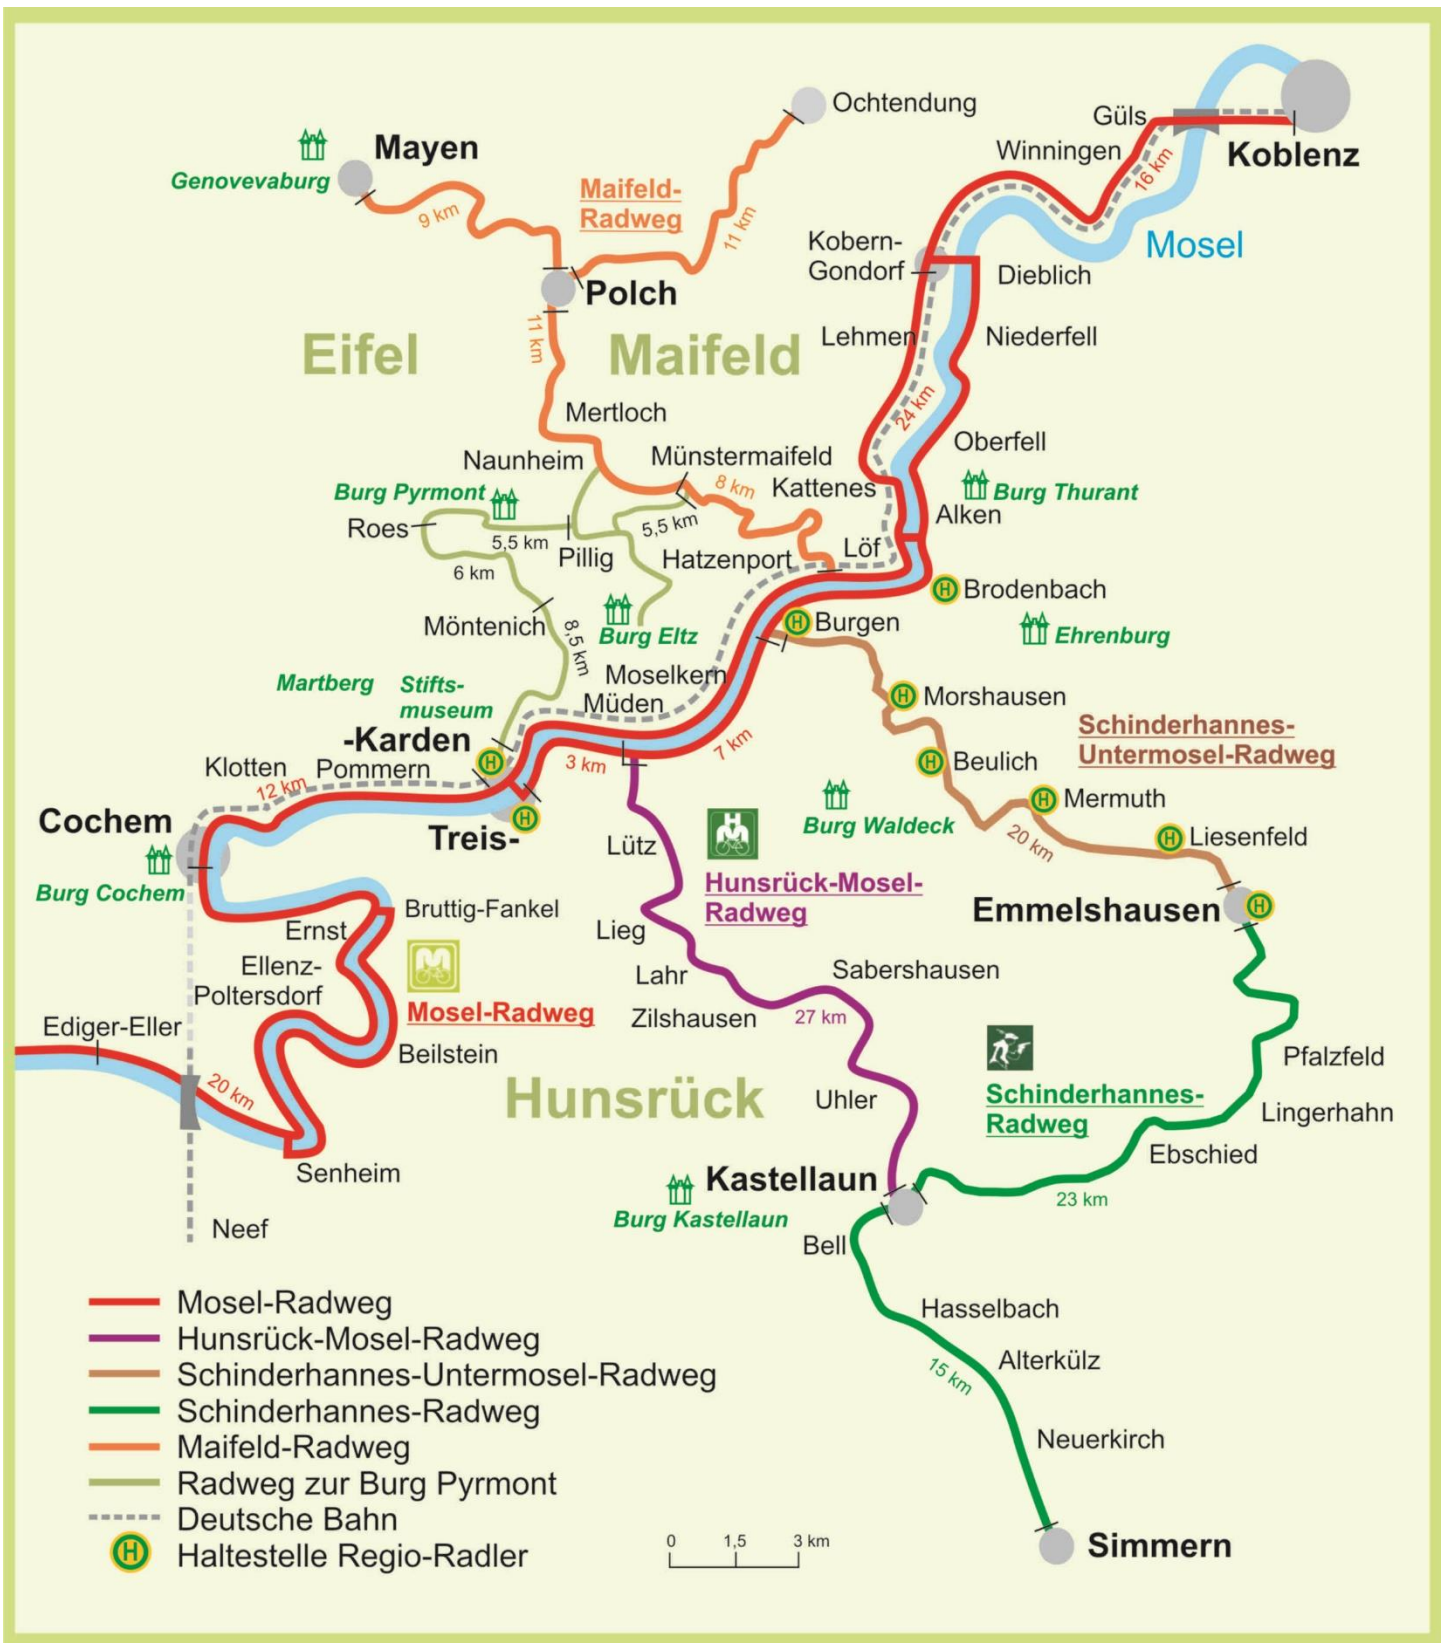 Ochtendung
Güls
Mayen
Winningen
Koblenz
16 km
Genovevaburg
Maifeld-
Radweg
9 km
11 km
Mosel
Kobern-
Gondorf
Dieblich
Polch
11 km
Eifel
Maifeld
Lehmen
Niederfell
24 km
Mertloch
Oberfell
Naunheim
Münstermaifeld
Burg Pyrmont
8 km
Kattenes
Burg Thurant
Roes
5,5 km
5,5 km
Alken
Pillig
Hatzenport
Löf
6 km
Brodenbach
H
Möntenich
8,5 km
Burg Eltz
H
Burgen
Ehrenburg
Moselkern
Müden
Martberg
Stifts-
museum
H
Morshausen
Schinderhannes-
Untermosel-Radweg
-Karden
7 km
3 km
H
H
Beulich
Klotten
Pommern
12 km
H
Mermuth
Cochem
Treis-
H
Burg Waldeck
20 km
H
Liesenfeld
Lütz
H
M
Burg Cochem
Hunsrück-Mosel-
Radweg
Emmelshausen
H
Bruttig-Fankel
Ernst
Lieg
Ellenz-
Poltersdorf
M
Lahr
Sabershausen
Mosel-Radweg
Zilshausen
27 km
Ediger-Eller
Beilstein
Pfalzfeld
20 km
Hunsrück
Uhler
Schinderhannes-
Radweg
Lingerhahn
Ebschied
Senheim
Kastellaun
23 km
Burg Kastellaun
Neef
Bell
Hasselbach
Alterkülz
15 km
Neuerkirch
Simmern
Mosel-Radweg
Hunsrück-Mosel-Radweg
Schinderhannes-Untermosel-Radweg
Schinderhannes-Radweg
Maifeld-Radweg
Radweg zur Burg Pyrmont
Deutsche Bahn
H Haltestelle Regio-Radler
0 1,5 3 km